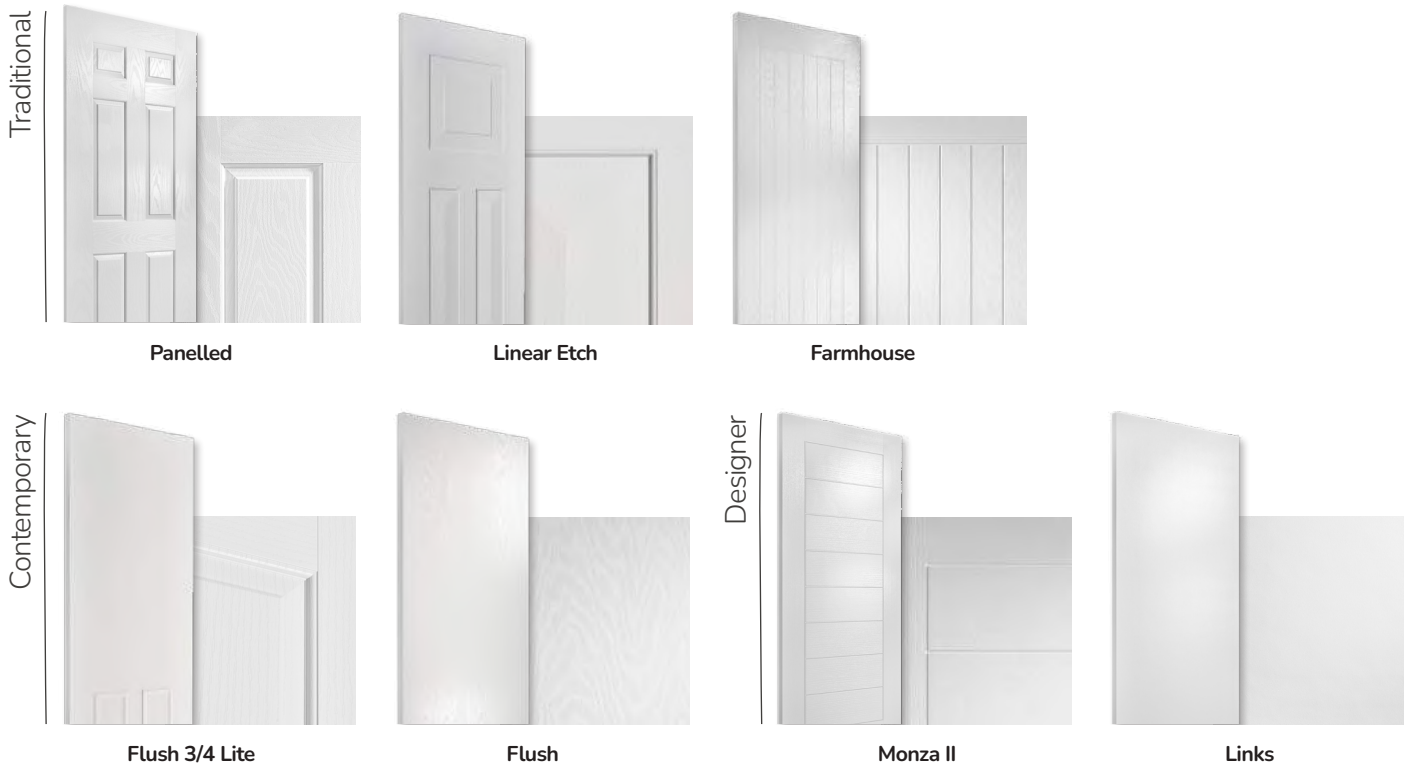 Traditional
Panelled
Linear Etch
Farmhouse
Contemporary
Flush 3/4 Lite
Flush
Designer
Monza II
Links